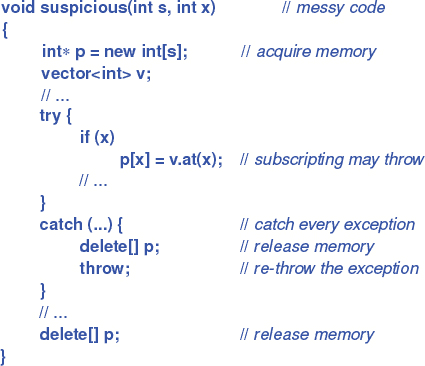 void suspicious(int s, int x) // messy code
{
int* p = new int[s]; // acquire memory
vector<int> v;
// ...
try {
if (x)
p[x] = v.at(x); // subscripting may throw
// ...
}
catch (...) { // catch every exception
delete[] p; // release memory
throw; // re-throw the exception
}
// ...
delete[] p; // release memory
}